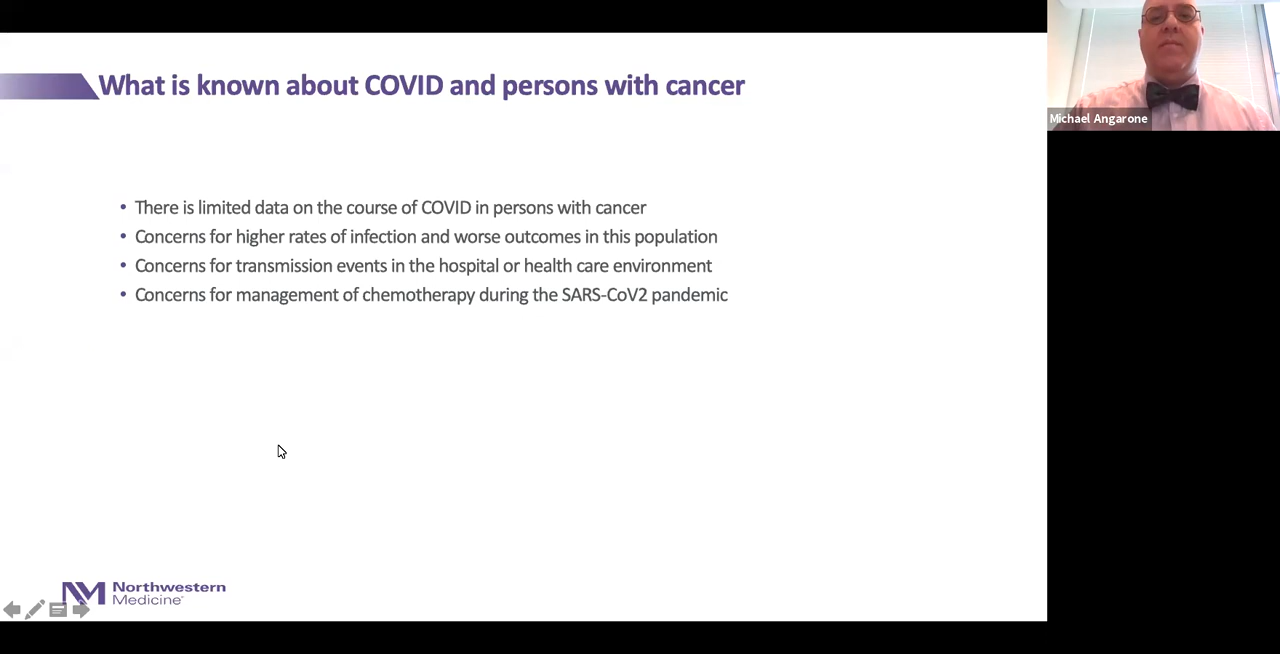 What is known about COVID and persons with cancer
Michael Angarone
• There is limited data on the course of COVID in persons with cancer
• Concerns for higher rates of infection and worse outcomes in this population
• Concerns for transmission events in the hospital or health care environment
• Concerns for management of chemotherapy during the SARS-CoV2 pandemic
NM Northwestern
Medicine